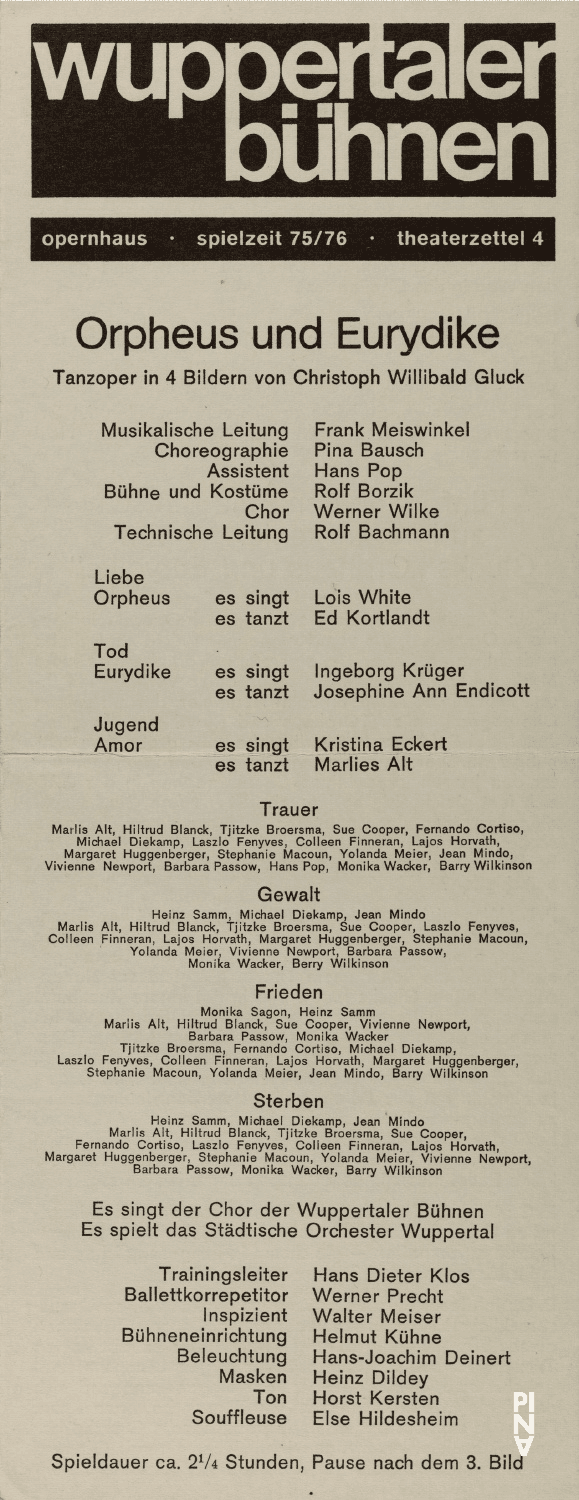 wuppertaler
bühnen
opernhaus · spielzeit 75/76 · theaterzettel 4
Orpheus und Eurydike
Tanzoper in 4 Bildern von Christoph Willibald Gluck
Musikalische Leitung Frank Meiswinkel
Choreographie Pina Bausch
Assistent Hans Pop
Bühne und Kostüme Rolf Borzik
Chor Werner Wilke
Technische Leitung Rolf Bachmann
Liebe
Orpheus es singt Lois White
es tanzt Ed Kortlandt
Tod
Eurydike es singt Ingeborg Krüger
es tanzt Josephine Ann Endicott
Jugend
Amor es singt Kristina Eckert
es tanzt Marlies Alt
Trauer
Marlis Alt, Hiltrud Blanck, Tjitzke Broersma, Sue Cooper, Fernando Cortiso,
Michael Diekamp, Laszlo Fenyves, Colleen Finneran, Lajos Horvath,
Margaret Huggenberger, Stephanie Macoun, Yolanda Meier, Jean Mindo,
Vivienne Newport, Barbara Passow, Hans Pop, Monika Wacker, Barry Wilkinson
Gewalt
Heinz Samm, Michael Diekamp, Jean Mindo
Marlis Alt, Hiltrud Blanck, Tjitzke Broersma, Sue Cooper, Laszlo Fenyves,
Colleen Finneran, Lajos Horvath, Margaret Huggenberger, Stephanie Macoun,
Yolanda Meier, Vivienne Newport, Barbara Passow,
Monika Wacker, Berry Wilkinson
Frieden
Monika Sagon, Heinz Samm
Marlis Alt, Hiltrud Blanck, Sue Cooper, Vivienne Newport,
Barbara Passow, Monika Wacker
Tjitzke Broersma, Fernando Cortiso, Michael Diekamp,
Laszlo Fenyves, Colleen Finneran, Lajos Horvath, Margaret Huggenberger,
Stephanie Macoun, Yolanda Meier, Jean Mindo, Barry Wilkinson
Sterben
Heinz Samm, Michael Diekamp, Jean Mindo
Marlis Alt, Hiltrud Blanck, Tjitzke Broersma, Sue Cooper,
Fernando Cortiso, Laszlo Fenyves, Colleen Finneran, Lajos Horvath,
Margaret Huggenberger, Stephanie Macoun, Yolanda Meier, Vivienne Newport,
Barbara Passow, Monika Wacker, Barry Wilkinson
Es singt der Chor der Wuppertaler Bühnen
Es spielt das Städtische Orchester Wuppertal
Trainingsleiter Hans Dieter Klos
Ballettkorrepetitor Werner Precht
Inspizient Walter Meiser
Bühneneinrichtung Helmut Kühne
Beleuchtung Hans-Joachim Deinert
Masken Heinz Dildey
Ton Horst Kersten
Souffleuse Else Hildesheim
PINA
Spieldauer ca. 2¹/₄ Stunden, Pause nach dem 3. Bild